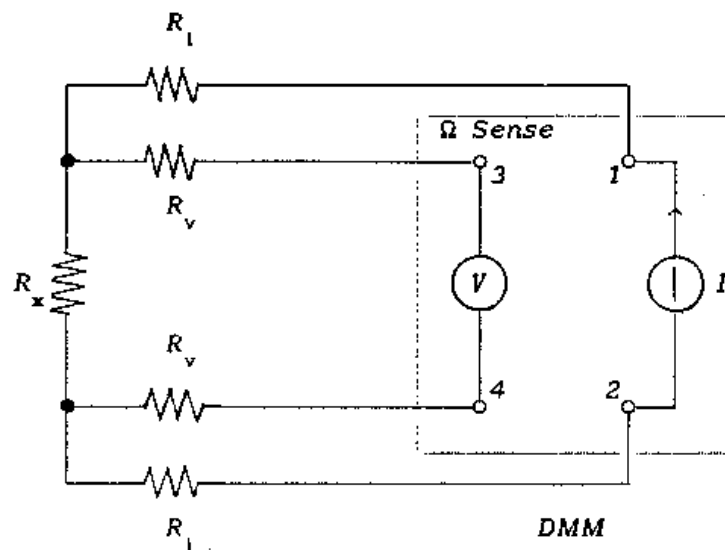 R_l
Ω Sense
3
1
R_v
R_x
V
I
R_v
4
2
R_l
DMM